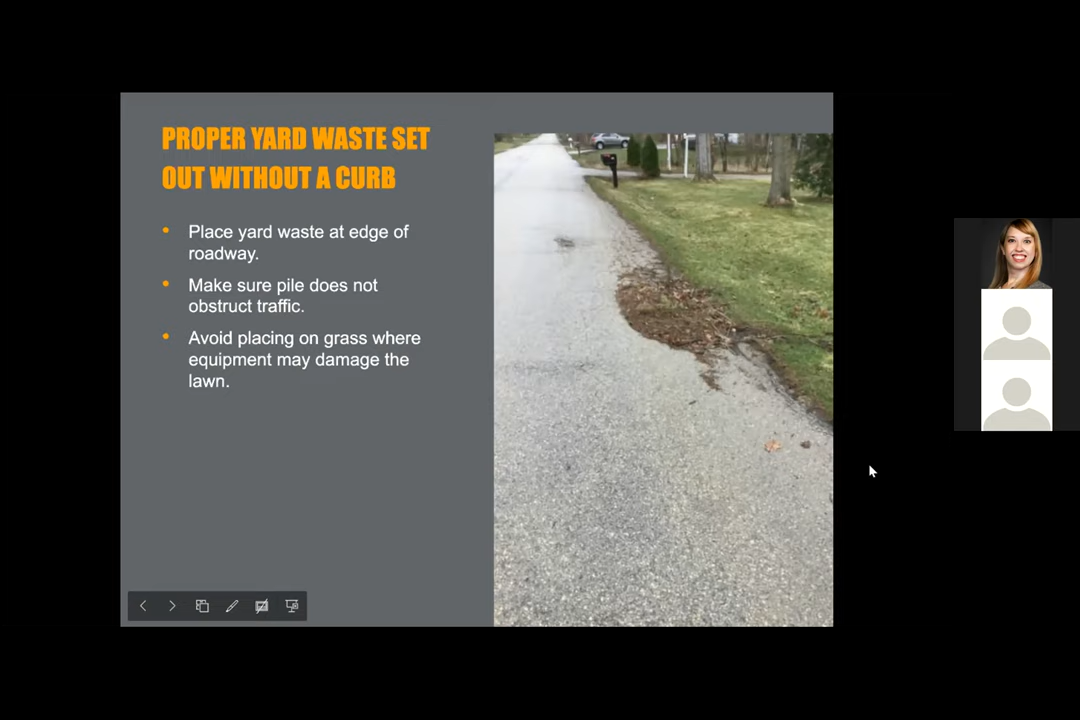 PROPER YARD WASTE SET
OUT WITHOUT A CURB
• Place yard waste at edge of
roadway.
• Make sure pile does not
obstruct traffic.
• Avoid placing on grass where
equipment may damage the
lawn.